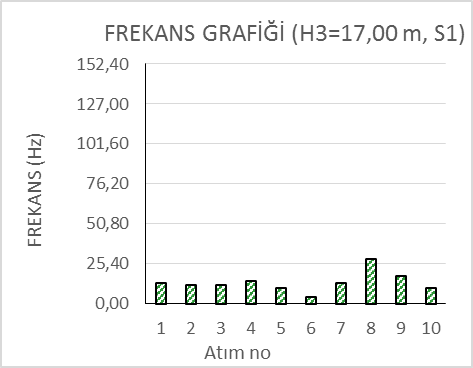 FREKANS GRAFİĞİ (H3=17,00 m, S1)
152,40
127,00
101,60
76,20
50,80
25,40
0,00
FREKANS (Hz)
1 2 3 4 5 6 7 8 9 10
Atım no